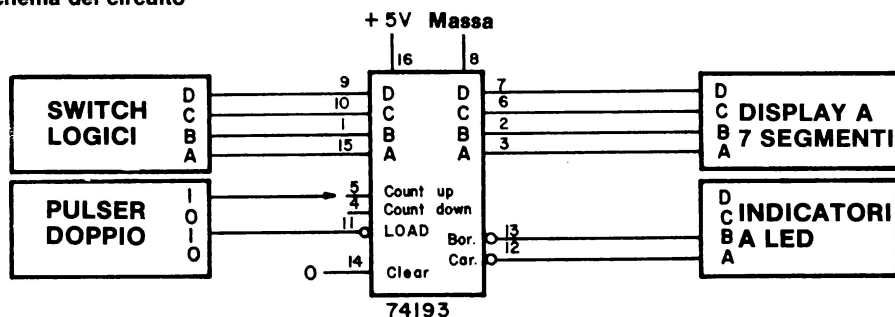 schema del circuito
+ 5V Massa
16 8
SWITCH LOGICI
D
C
B
A
9
10
1
15
D
C
B
A
D
C
B
A
7
6
2
3
D
C
B
A
DISPLAY A
7 SEGMENTI
PULSER
DOPPIO
1
0
1
0
5
4
11
14
0
Count up
Count down
LOAD
Clear
Bor.
Car.
13
12
D
C
B
A
INDICATORI
A LED
74193